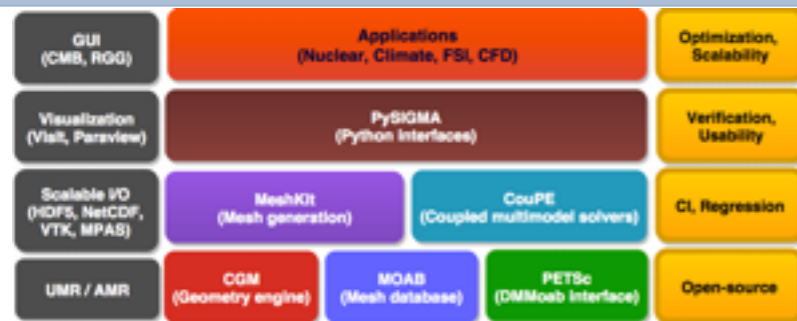 GUI
(CMB, RGG)
Applications
(Nuclear, Climate, FSI, CFD)
Optimization,
Scalability
Visualization
(Visit, Paraview)
PySIGMA
(Python Interfaces)
Verification,
Usability
Scalable I/O
(HDF5, NetCDF,
VTK, MPAS)
MeshKit
(Mesh generation)
CouPE
(Coupled multimodel solvers)
CI, Regression
UMR / AMR
CGM
(Geometry engine)
MOAB
(Mesh database)
PETSc
(DMMoab Interface)
Open-source